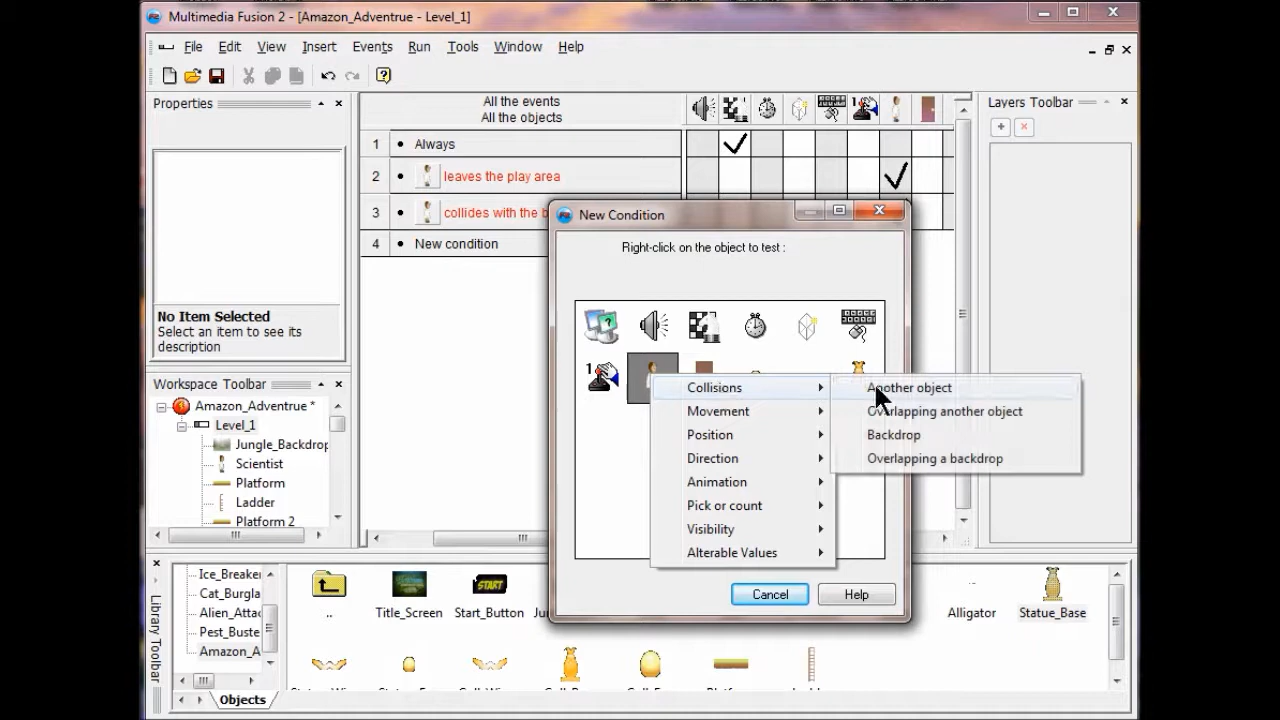 Multimedia Fusion 2 - [Amazon_Adventrue - Level_1]
File Edit View Insert Events Run Tools Window Help
Properties
All the events
All the objects
Layers Toolbar
1 • Always
2 • leaves the play area
3 • collides with the b
4 • New condition
New Condition
Right-click on the object to test :
No Item Selected
Select an item to see its
description
Collisions
Movement
Position
Direction
Animation
Pick or count
Visibility
Alterable Values
Another object
Overlapping another object
Backdrop
Overlapping a backdrop
Cancel Help
Workspace Toolbar
Amazon_Adventrue *
Level_1
Jungle_Backdrop
Scientist
Platform
Ladder
Platform 2
Library Toolbar
Ice_Breaker
Cat_Burgla
Alien_Attac
Pest_Buste
Amazon_A
Objects
.. Title_Screen Start_Button Alligator Statue_Base